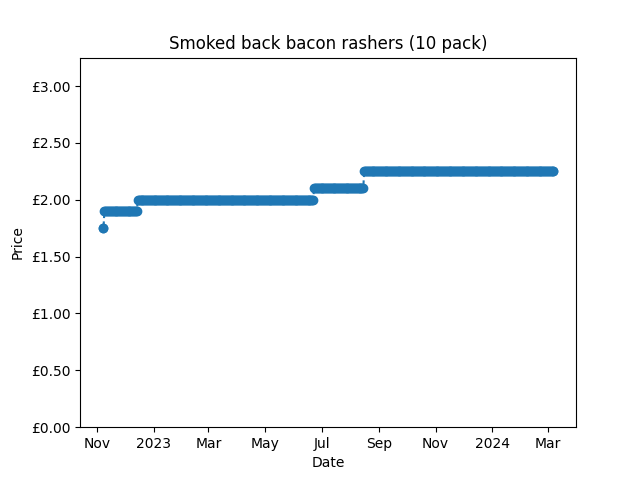 Smoked back bacon rashers (10 pack)
£3.00
£2.50
£2.00
£1.50
£1.00
£0.50
£0.00
Price
Nov 2023 Mar May Jul Sep Nov 2024 Mar
Date